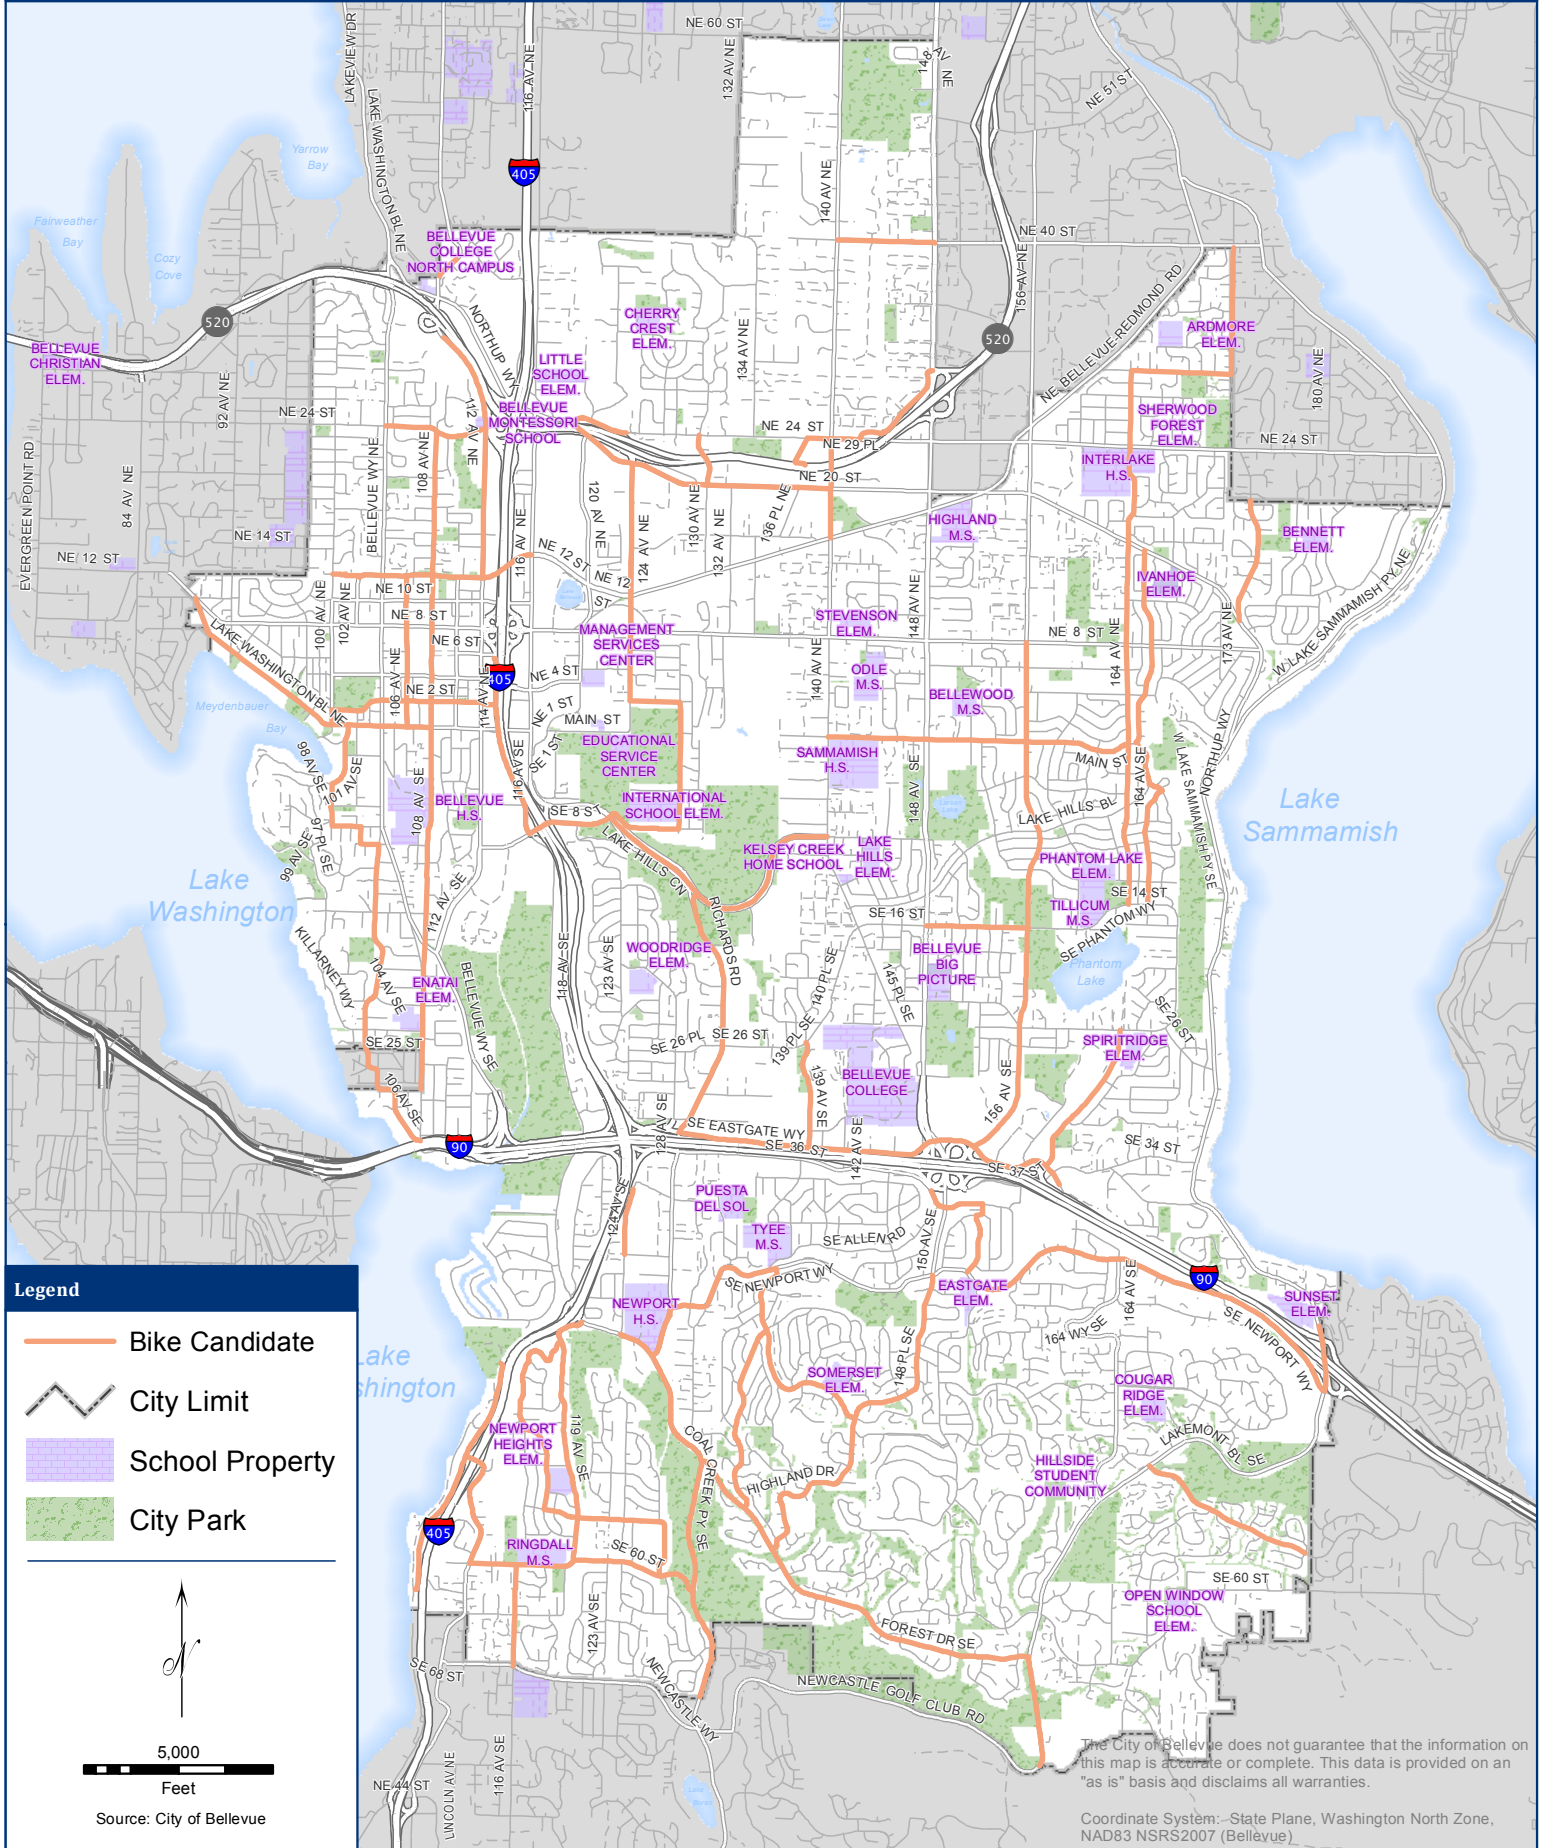 NE 60 ST
LAKEVIEW DR
LAKE WASHINGTON BL NE
116 AV NE
132 AV NE
148 AV NE
NE 51 ST
405
Yarrow
Bay
Fairweather
Bay
Cozy
Cove
140 AV NE
NE 40 ST
156 AV NE
BELLEVUE
COLLEGE
NORTH CAMPUS
520
520
NORTHUP WY
CHERRY
CREST
ELEM.
134 AV NE
NE BELLEVUE-REDMOND RD
ARDMORE
ELEM.
180 AV NE
BELLEVUE
CHRISTIAN
ELEM.
LITTLE
SCHOOL
ELEM.
92 AV NE
NE 24 ST
112 AV NE
BELLEVUE
MONTESSORI
SCHOOL
NE 24 ST
NE 29 PL
NE 20 ST
SHERWOOD
FOREST
ELEM.
NE 24 ST
INTERLAKE
H.S.
EVERGREEN POINT RD
84 AV NE
BELLEVUE WY NE
108 AV NE
NE 14 ST
NE 12 ST
116 AV NE
120 AV NE
124 AV NE
130 AV NE
132 AV NE
136 PL NE
HIGHLAND
M.S.
BENNETT
ELEM.
NE 12 ST
NE 12
ST
IVANHOE
ELEM.
NE 10 ST
100 AV NE
102 AV NE
NE 8 ST
NE 6 ST
148 AV NE
STEVENSON
ELEM.
NE 8 ST
164 AV NE
173 AV NE
W LAKE SAMMAMISH PY NE
LAKE WASHINGTON BL NE
MANAGEMENT
SERVICES
CENTER
405
NE 4 ST
106 AV NE
NE 2 ST
114 AV NE
NE 1 ST
MAIN ST
SE 1 ST
140 AV NE
ODLE
M.S.
BELLEWOOD
M.S.
Meydenbauer
Bay
98 AV SE
101 AV SE
EDUCATIONAL
SERVICE
CENTER
SAMMAMISH
H.S.
MAIN ST
164 AV SE
W LAKE SAMMAMISH PY SE
NORTHUP WY
Lake
Sammamish
116 AV SE
108 AV SE
BELLEVUE
H.S.
INTERNATIONAL
SCHOOL ELEM.
SE 8 ST
148 AV SE
LAKE HILLS BL
97 PL SE
99 AV SE
LAKE HILLS CN
KELSEY CREEK
HOME SCHOOL
LAKE
HILLS
ELEM.
PHANTOM LAKE
ELEM.
SE 14 ST
TILLICUM
M.S.
SE PHANTOM WY
Phantom
Lake
Lake
Washington
112 AV SE
RICHARDS RD
SE 16 ST
WOODRIDGE
ELEM.
BELLEVUE
BIG
PICTURE
KILLARNEY WY
104 AV SE
ENATAI
ELEM.
BELLEVUE WY SE
118 AV SE
123 AV SE
140 PL SE
145 PL SE
SE 26 ST
SE 25 ST
SE 26 PL
SE 26 ST
139 PL SE
139 AV SE
SPIRITRIDGE
ELEM.
BELLEVUE
COLLEGE
156 AV SE
106 AV SE
90
128 AV SE
SE EASTGATE WY
SE 36 ST
142 AV SE
SE 37 ST
SE 34 ST
PUESTA
DEL SOL
124 AV SE
TYEE
M.S.
SE ALLEN RD
150 AV SE
SE NEWPORT WY
EASTGATE
ELEM.
164 AV SE
90
SUNSET
ELEM.
NEWPORT
H.S.
164 WY SE
SE NEWPORT WY
148 PL SE
SOMERSET
ELEM.
COUGAR
RIDGE
ELEM.
Lake
shington
NEWPORT
HEIGHTS
ELEM.
119 AV SE
COAL CREEK PY SE
HIGHLAND DR
LAKEMONT BL SE
HILLSIDE
STUDENT
COMMUNITY
405
RINGDALL
M.S.
SE 60 ST
SE 60 ST
OPEN WINDOW
SCHOOL
ELEM.
123 AV SE
FOREST DR SE
SE 68 ST
NEWCASTLE WY
NEWCASTLE GOLF CLUB RD
116 AV SE
LINCOLN AV NE
NE 44 ST
Legend
Bike Candidate
City Limit
School Property
City Park
N
5,000
Feet
Source: City of Bellevue
The City of Bellevue does not guarantee that the information on
this map is accurate or complete. This data is provided on an
"as is" basis and disclaims all warranties.
Coordinate System: State Plane, Washington North Zone,
NAD83 NSRS2007 (Bellevue)